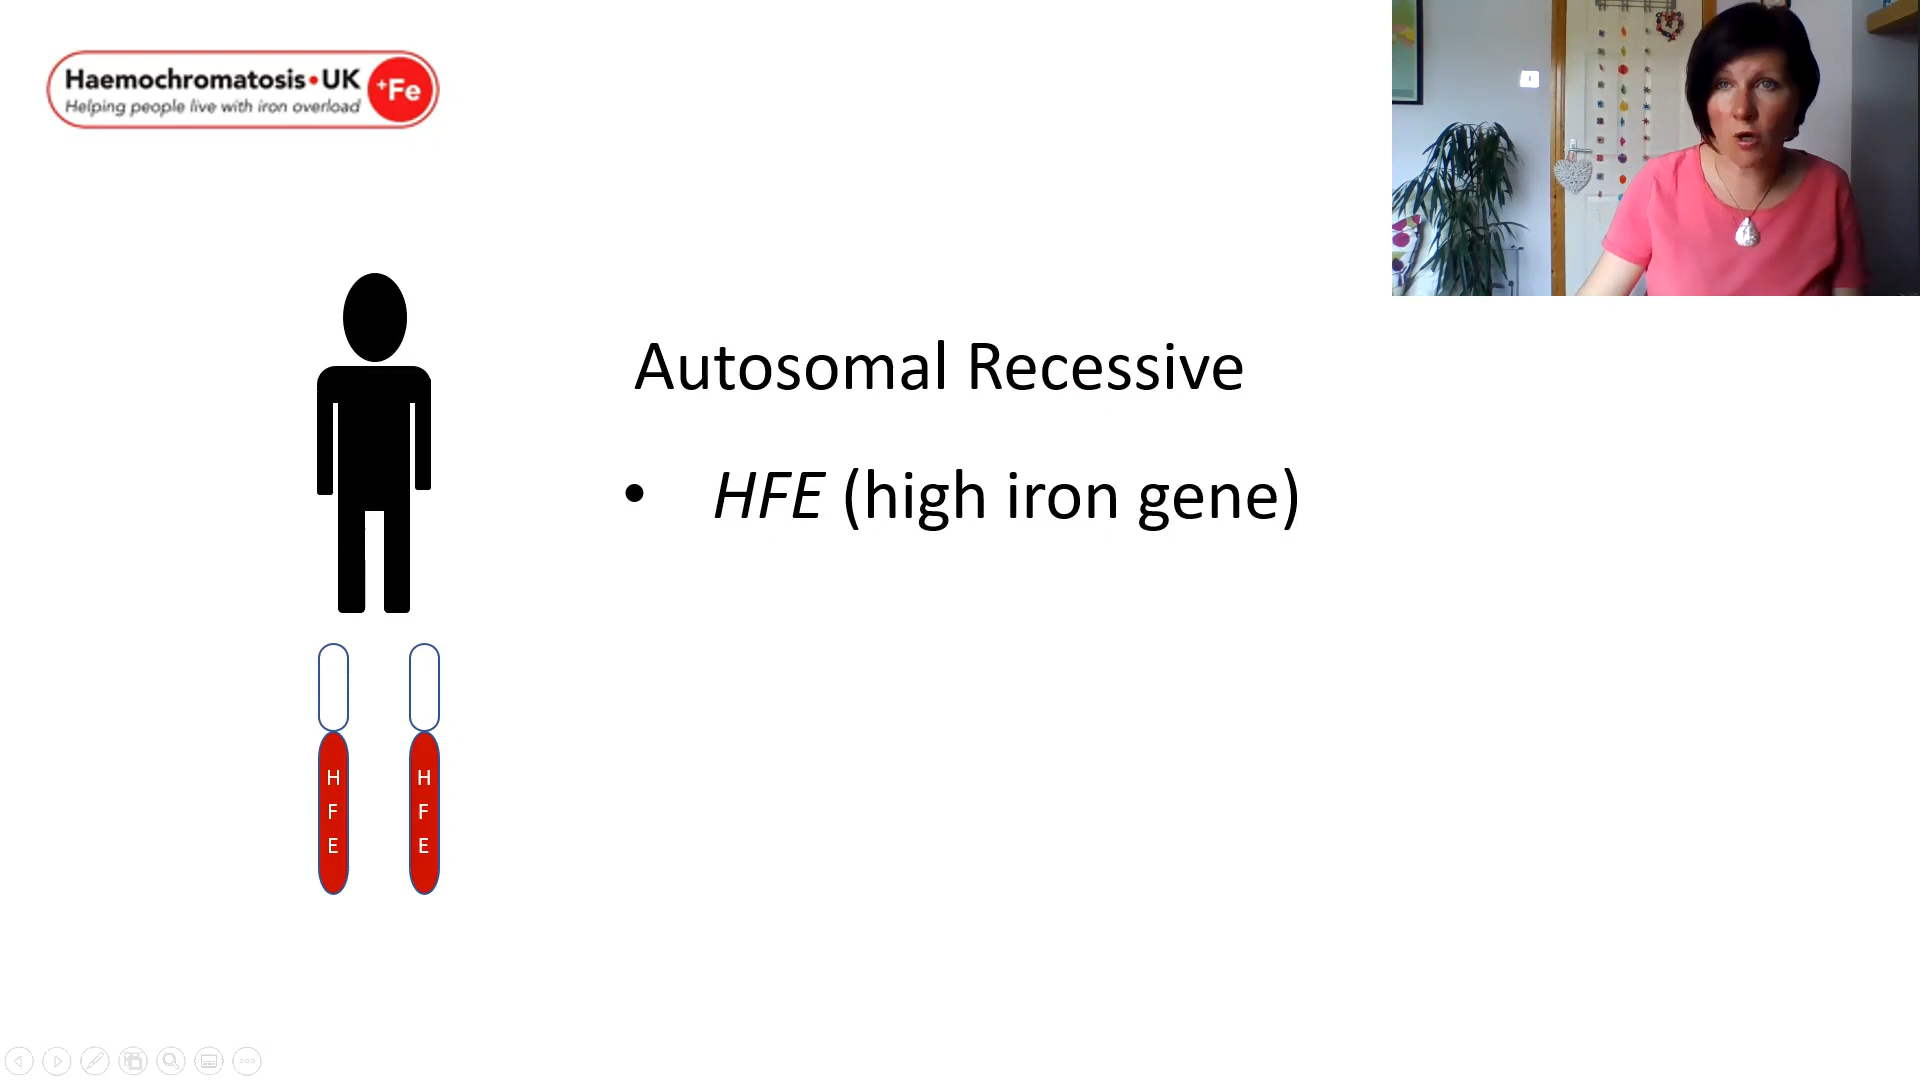 Haemochromatosis•UK
Helping people live with iron overload
+Fe
Autosomal Recessive
• HFE (high iron gene)
H H
F F
E E